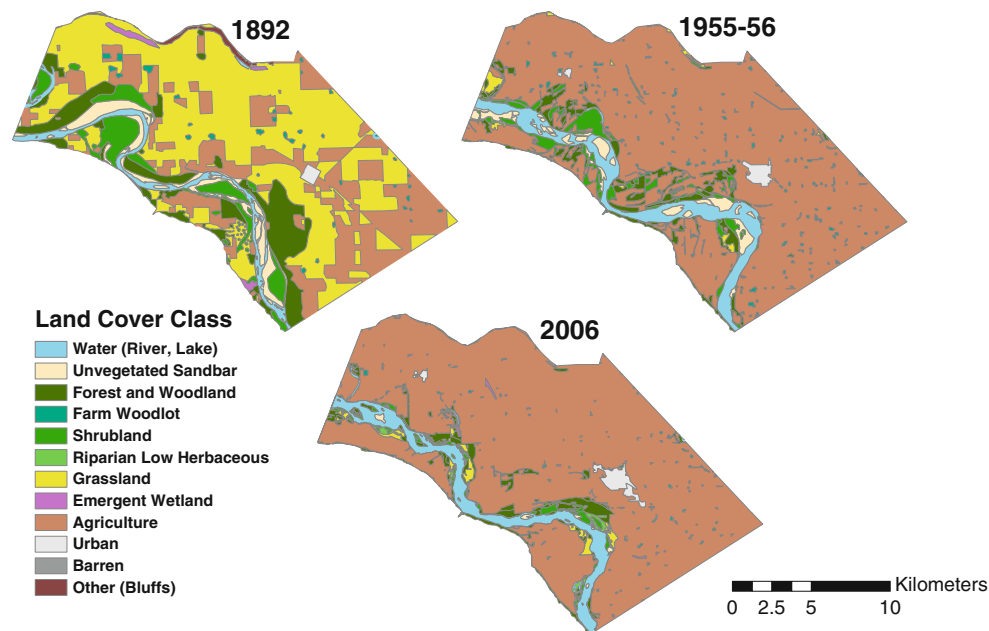 1892
1955-56
Land Cover Class
Water (River, Lake)
Unvegetated Sandbar
Forest and Woodland
Farm Woodlot
Shrubland
Riparian Low Herbaceous
Grassland
Emergent Wetland
Agriculture
Urban
Barren
Other (Bluffs)
2006
Kilometers
0 2.5 5 10